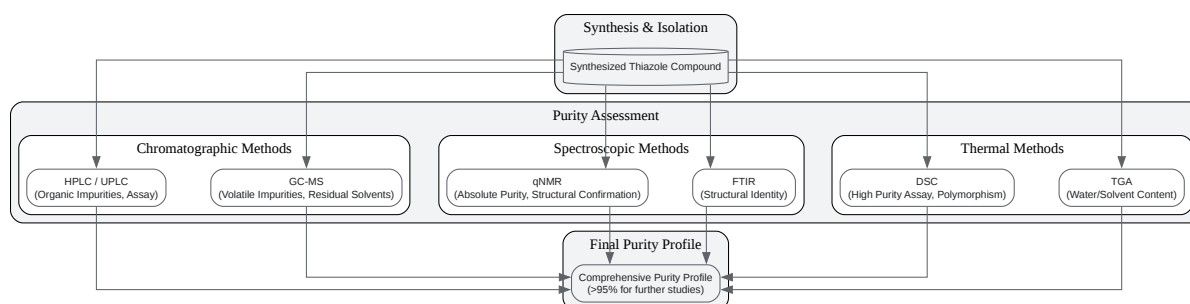 Synthesis & Isolation
Synthesized Thiazole Compound
Purity Assessment
Chromatographic Methods
HPLC / UPLC
(Organic Impurities, Assay)
GC-MS
(Volatile Impurities, Residual Solvents)
Spectroscopic Methods
qNMR
(Absolute Purity, Structural Confirmation)
FTIR
(Structural Identity)
Thermal Methods
DSC
(High Purity Assay, Polymorphism)
TGA
(Water/Solvent Content)
Final Purity Profile
Comprehensive Purity Profile
(>95% for further studies)